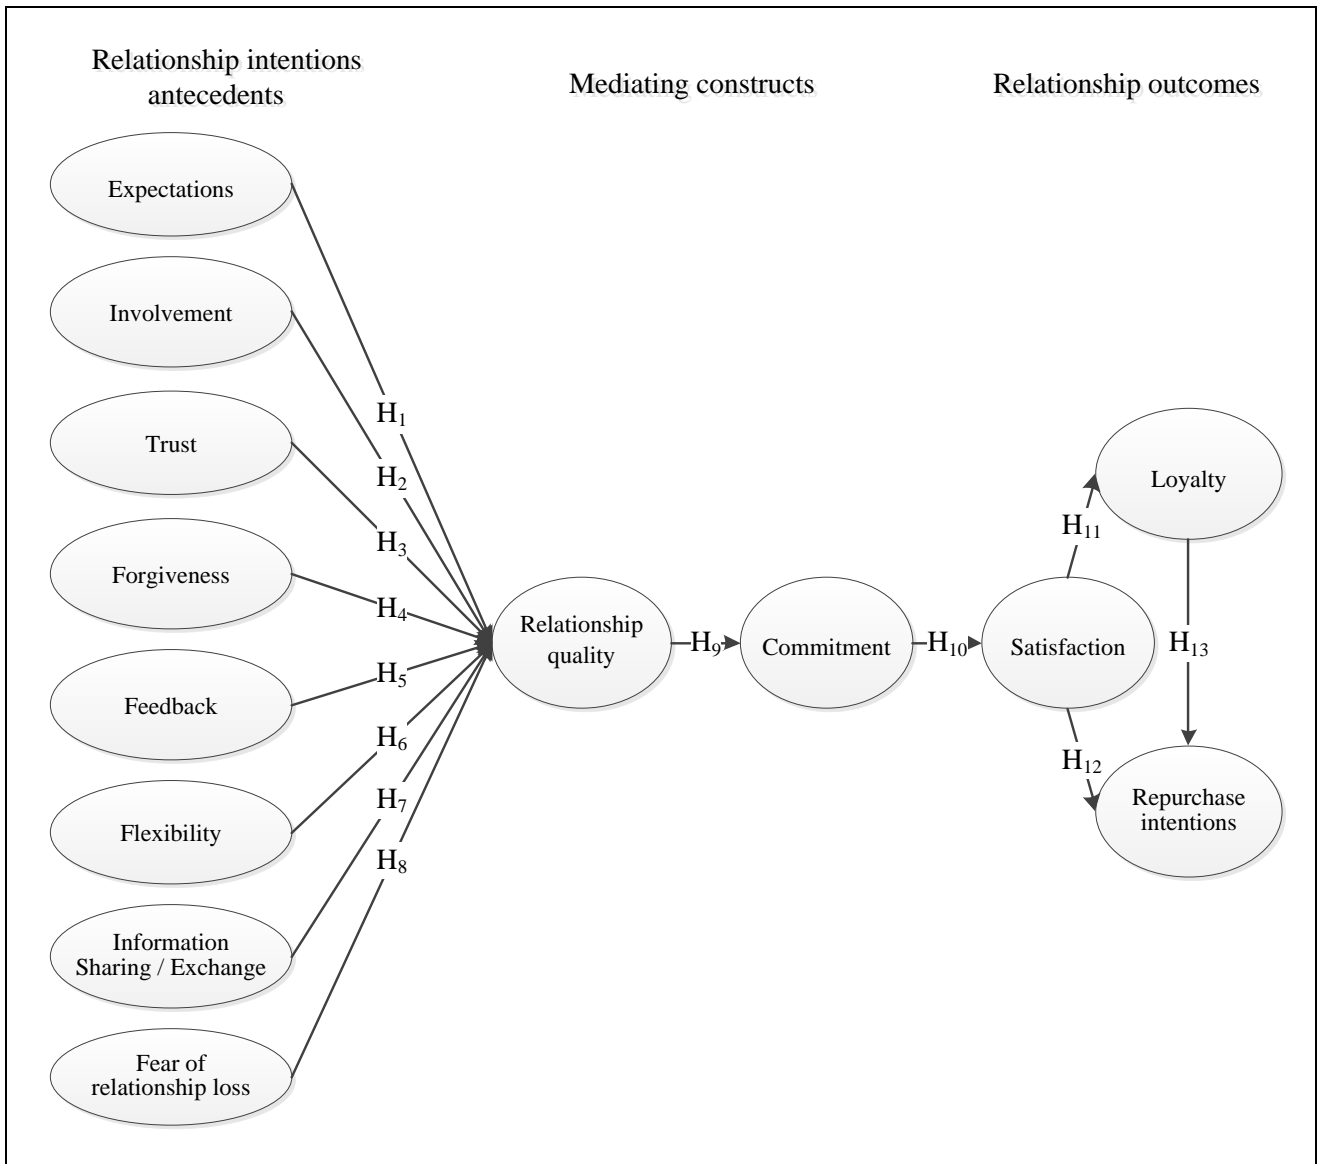 Relationship intentions
antecedents
Mediating constructs
Relationship outcomes
Expectations
Involvement
Trust
Forgiveness
Feedback
Flexibility
Information
Sharing / Exchange
Fear of
relationship loss
H1
H2
H3
H4
H5
H6
H7
H8
Relationship
quality
H9
Commitment
H10
Satisfaction
H11
H12
Loyalty
H13
Repurchase
intentions